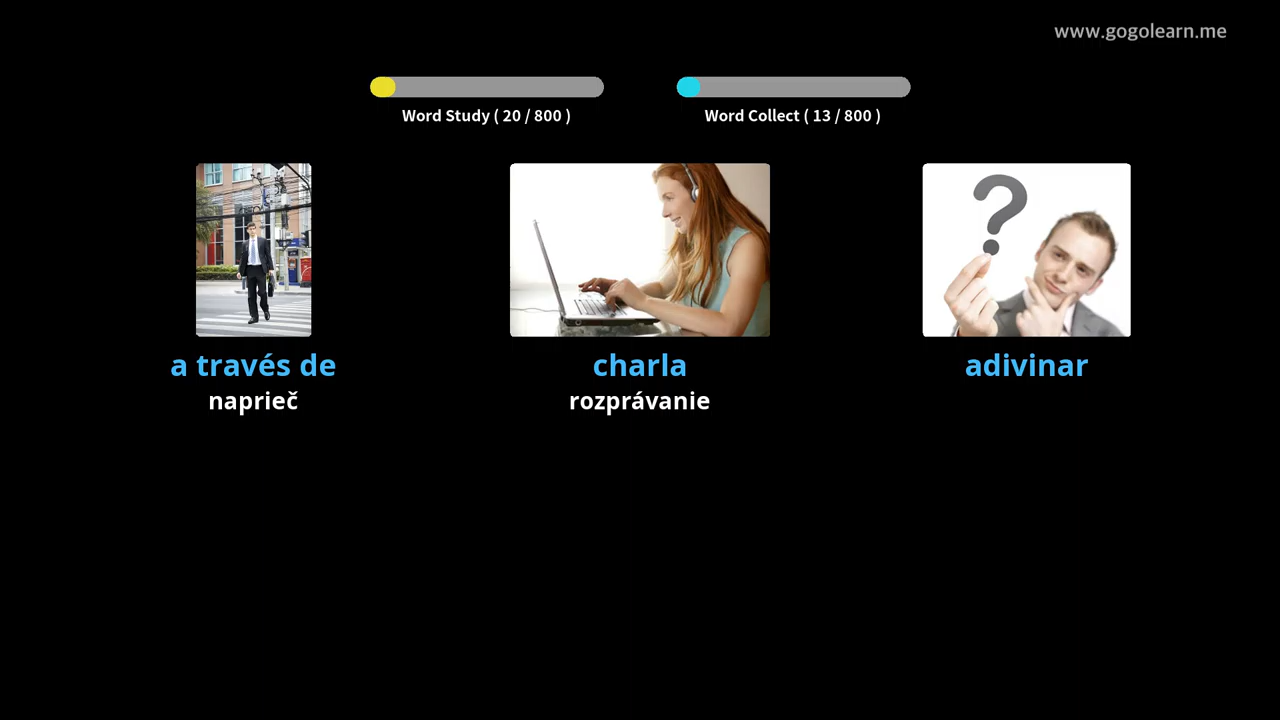 www.gogolearn.me
Word Study ( 20 / 800 )
Word Collect ( 13 / 800 )
a través de
naprieč
charla
rozprávanie
adivinar